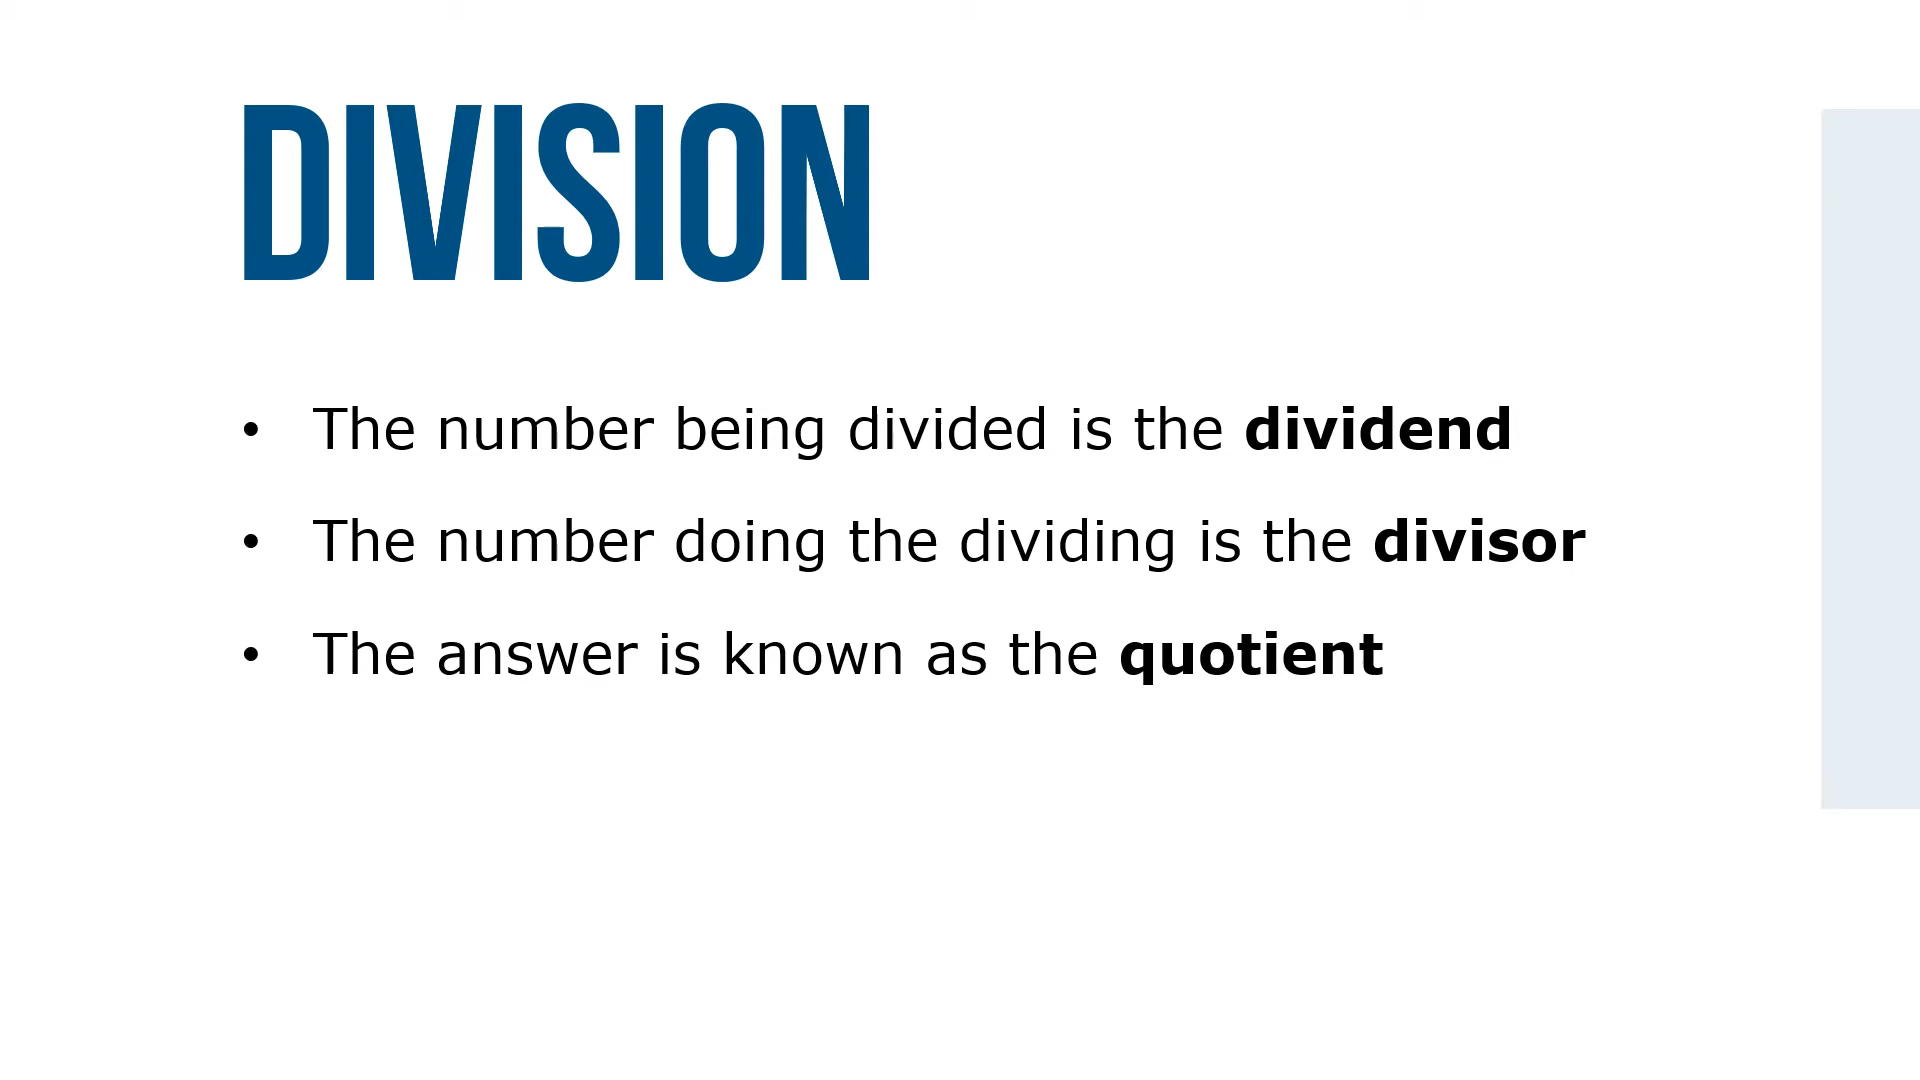 DIVISION
• The number being divided is the dividend
• The number doing the dividing is the divisor
• The answer is known as the quotient